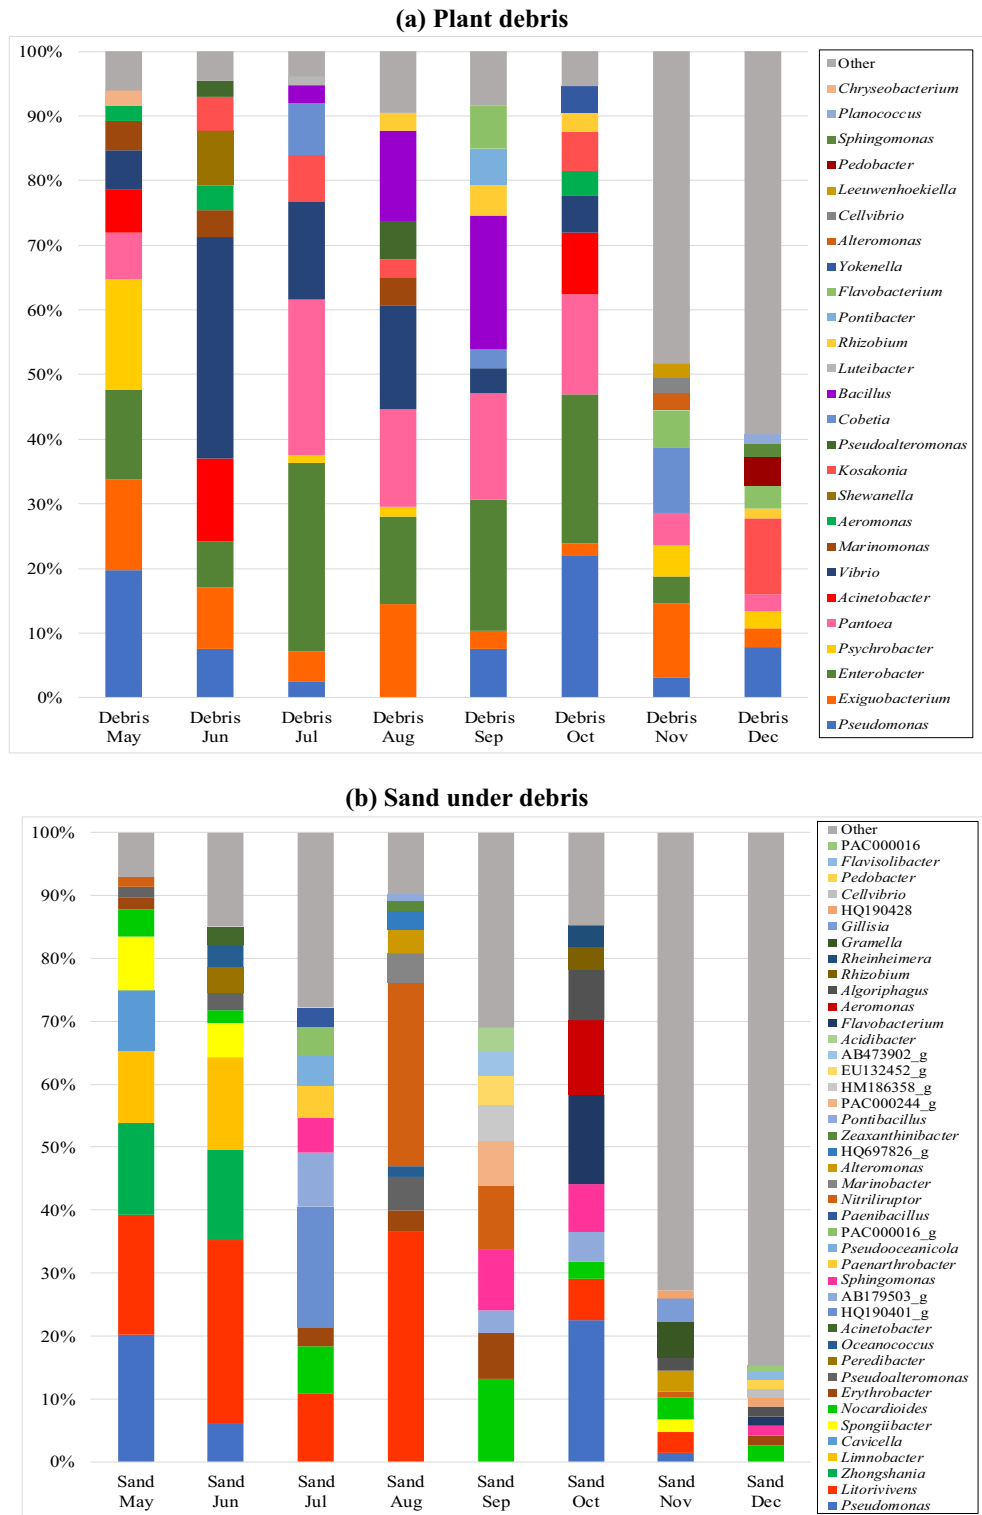 (a) Plant debris
100%
90%
80%
70%
60%
50%
40%
30%
20%
10%
0%
Debris May
Debris Jun
Debris Jul
Debris Aug
Debris Sep
Debris Oct
Debris Nov
Debris Dec
Other
Chryseobacterium
Planococcus
Sphingomonas
Pedobacter
Leeuwenhoekiella
Cellvibrio
Alteromonas
Yokenella
Flavobacterium
Pontibacter
Rhizobium
Luteibacter
Bacillus
Cobetia
Pseudoalteromonas
Kosakonia
Shewanella
Aeromonas
Marinomonas
Vibrio
Acinetobacter
Pantoea
Psychrobacter
Enterobacter
Exiguobacterium
Pseudomonas
(b) Sand under debris
100%
90%
80%
70%
60%
50%
40%
30%
20%
10%
0%
Sand May
Sand Jun
Sand Jul
Sand Aug
Sand Sep
Sand Oct
Sand Nov
Sand Dec
Other
PAC000016
Flavisolibacter
Pedobacter
Cellvibrio
HQ190428
Gillisia
Gramella
Rheinheimera
Rhizobium
Algoriphagus
Aeromonas
Flavobacterium
Acidibacter
AB473902_g
EU132452_g
HM186358_g
PAC000244_g
Pontibacillus
Zeaxanthinibacter
HQ697826_g
Alteromonas
Marinobacter
Nitriliruptor
Paenibacillus
PAC000016_g
Pseudooceanicola
Paenarthrobacter
Sphingomonas
AB179503_g
HQ190401_g
Acinetobacter
Oceanococcus
Peredibacter
Pseudoalteromonas
Erythrobacter
Nocardioides
Spongiibacter
Cavicella
Limnobacter
Zhongshania
Litorivivens
Pseudomonas